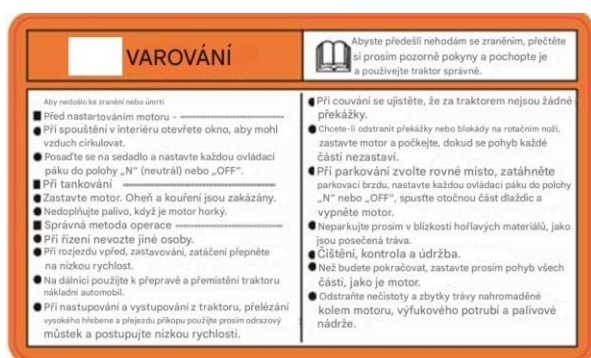 VAROVÁNÍ
Abyste předešli nehodám se zraněním, přečtěte
si prosím pozorně pokyny a pochopte je
a používejte traktor správně.
Aby nedošlo ke zranění nebo úmrtí
■ Před nastartováním motoru -
● Při spouštění v interiéru otevřete okno, aby mohl
vzduch cirkulovat.
● Posaďte se na sedadlo a nastavte každou ovládací
páku do polohy „N" (neutrál) nebo „OFF".
■ Při tankování
● Zastavte motor. Oheň a kouření jsou zakázány.
● Nedoplňujte palivo, když je motor horký.
■ Správná metoda operace
● Při řízení nevozte jiné osoby.
● Při rozjezdu vpřed, zastavování, zatáčení přepněte
na nízkou rychlost.
● Na dálnici použijte k přepravě a přemístění traktoru
nákladní automobil.
● Při nastupování a vystupování z traktoru, přelézání
vysokého hřebene a přejezdu příkopu použijte prosím odrazový
můstek a postupujte nízkou rychlostí.
● Při couvání se ujistěte, že za traktorem nejsou žádné
překážky.
● Chcete-li odstranit překážky nebo blokády na rotačním noži,
zastavte motor a počkejte, dokud se pohyb každé
části nezastaví.
● Při parkování zvolte rovné místo, zatáhněte
parkovací brzdu, nastavte každou ovládací páku do polohy
„N" nebo „OFF", spusťte otočnou část dlaždic a
vypněte motor.
● Neparkujte prosím v blízkosti hořlavých materiálů, jako
jsou posečená tráva.
● Čištění, kontrola a údržba.
● Než budete pokračovat, zastavte prosím pohyb všech
částí, jako je motor.
● Odstraňte nečistoty a zbytky trávy nahromaděné
kolem motoru, výfukového potrubí a palivové
nádrže.